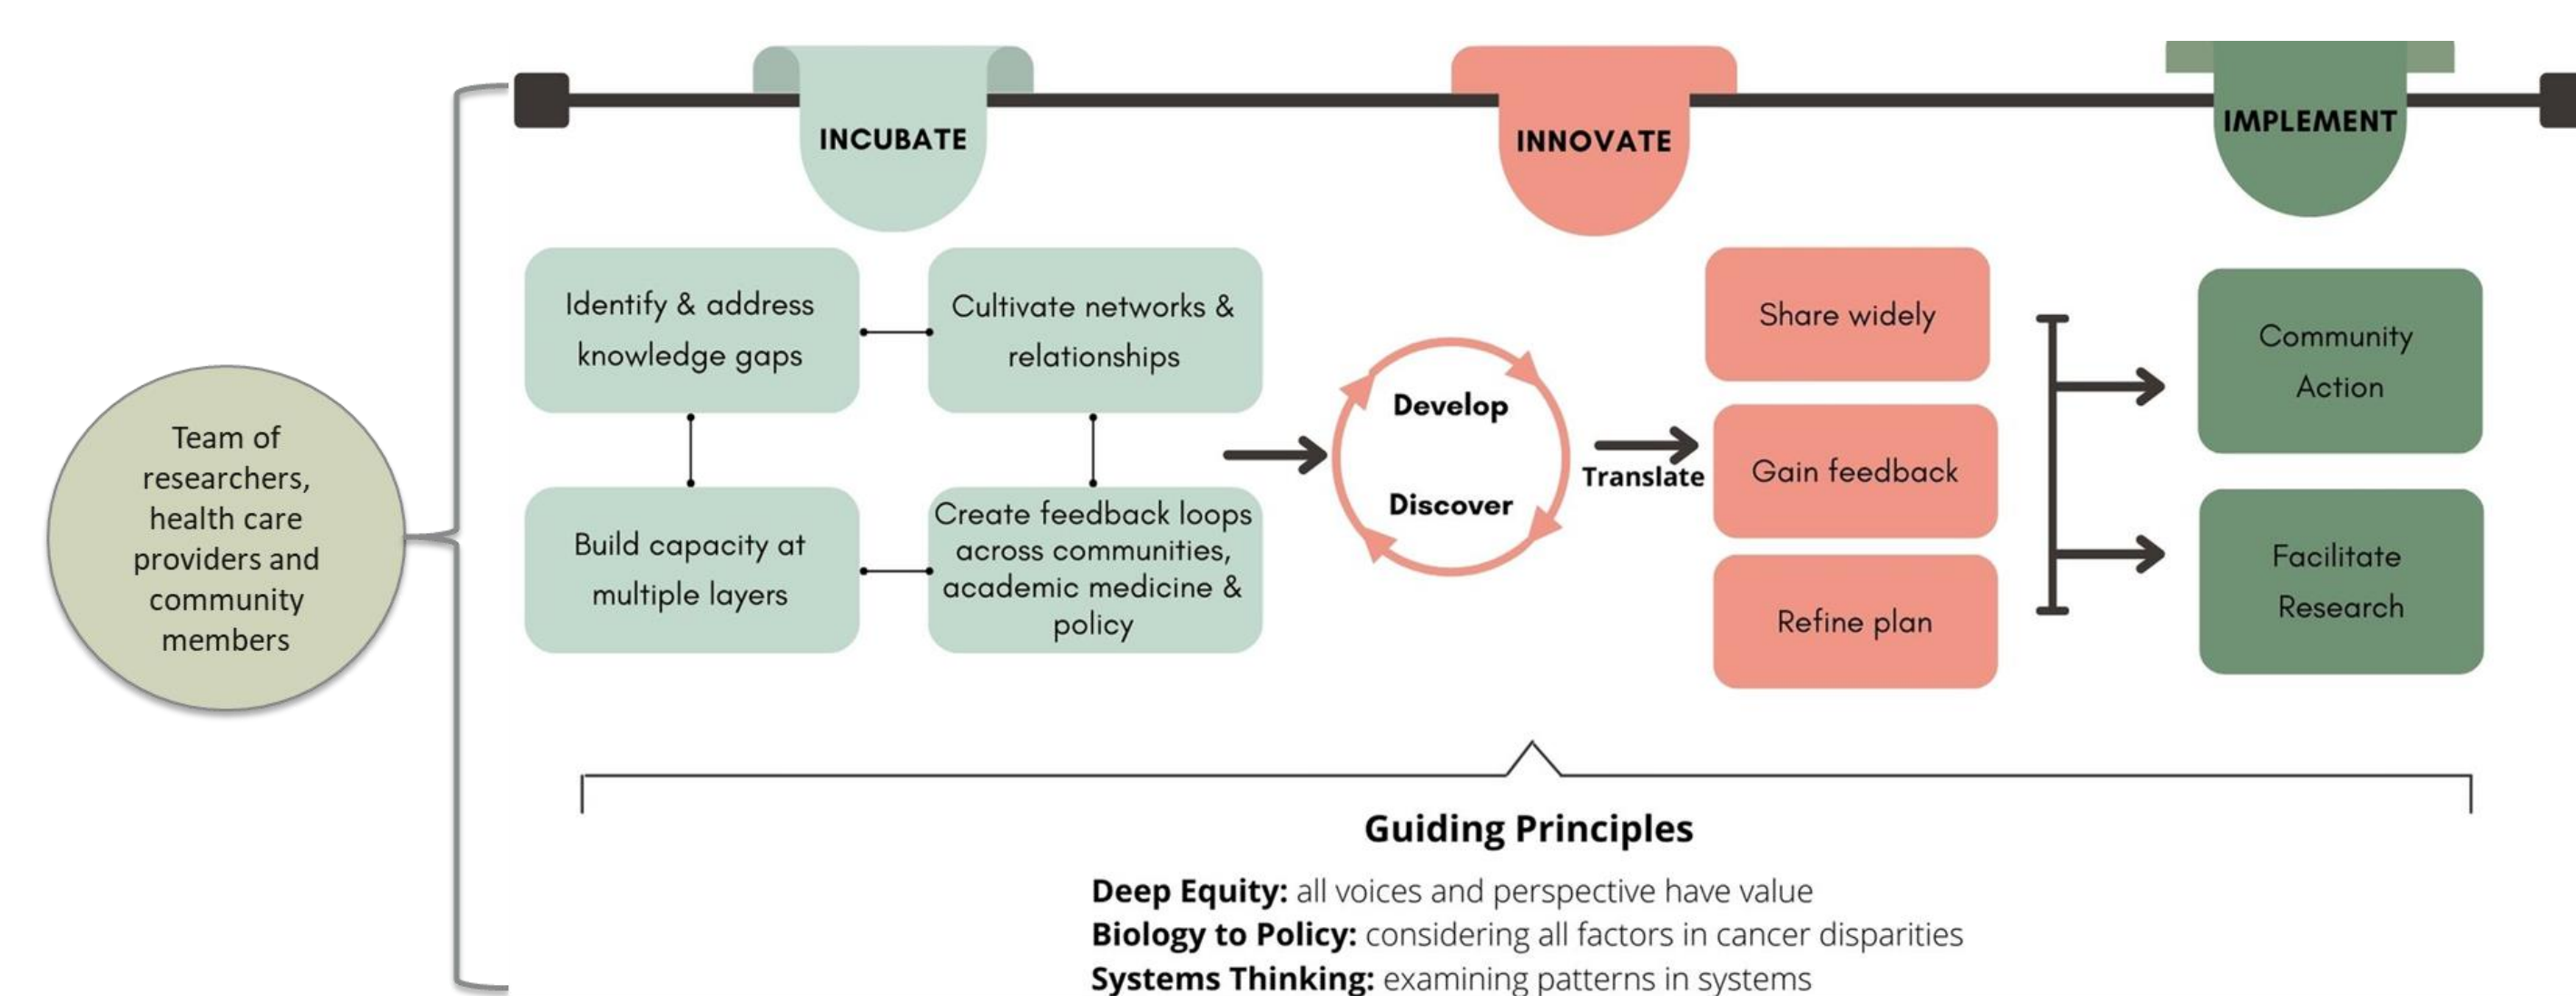 INCUBATE
INNOVATE
IMPLEMENT
Team of
researchers,
health care
providers and
community
members
Identify & address
knowledge gaps
Cultivate networks &
relationships
Build capacity at
multiple layers
Create feedback loops
across communities,
academic medicine &
policy
Develop
Discover
Translate
Share widely
Gain feedback
Refine plan
Community
Action
Facilitate
Research
Guiding Principles
Deep Equity: all voices and perspective have value
Biology to Policy: considering all factors in cancer disparities
Systems Thinking: examining patterns in systems